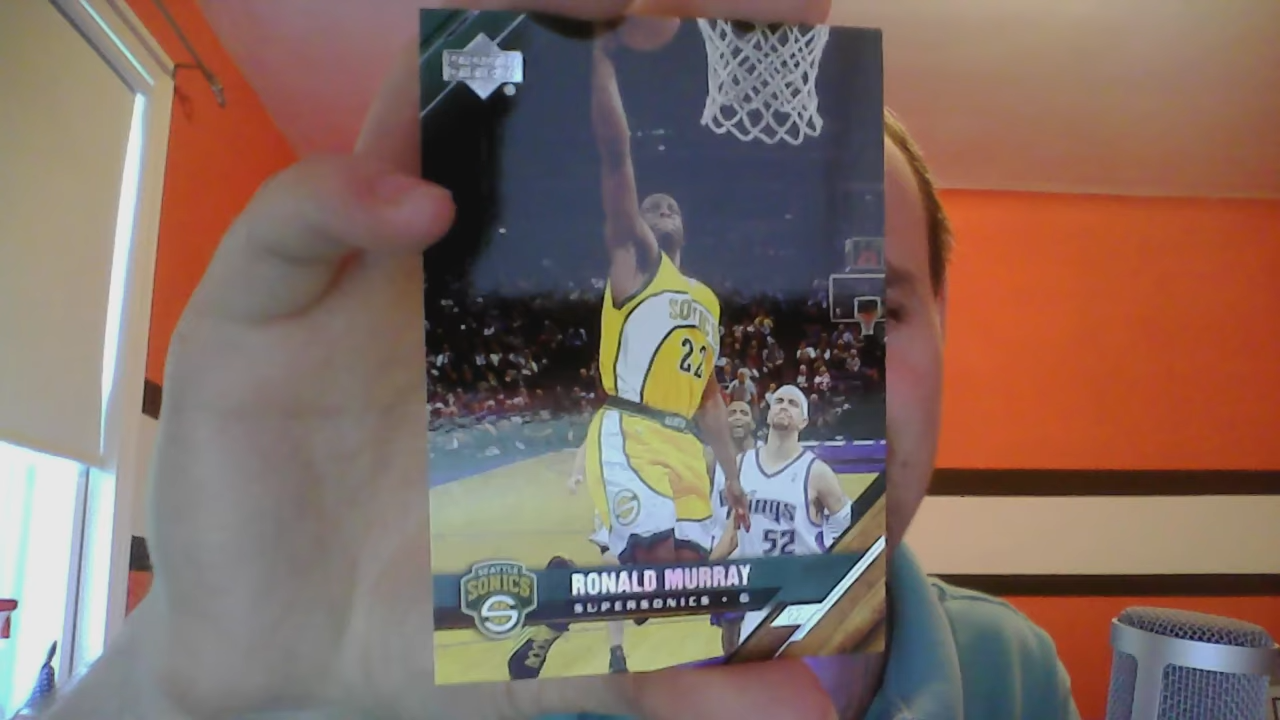 SONICS
22
Kings
52
SEATTLE
SONICS
RONALD MURRAY
SUPERSONICS • G